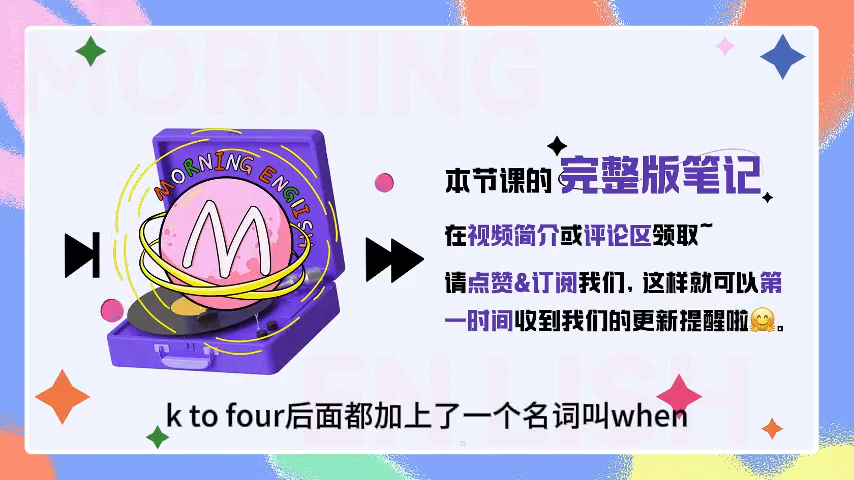 MORNING
MORNING ENGlISH
M
本节课的 完整版笔记
在视频简介或评论区领取~
请点赞&订阅我们, 这样就可以第
一时间收到我们的更新提醒啦🤗。
EN LISH
k to four后面都加上了一个名词叫when